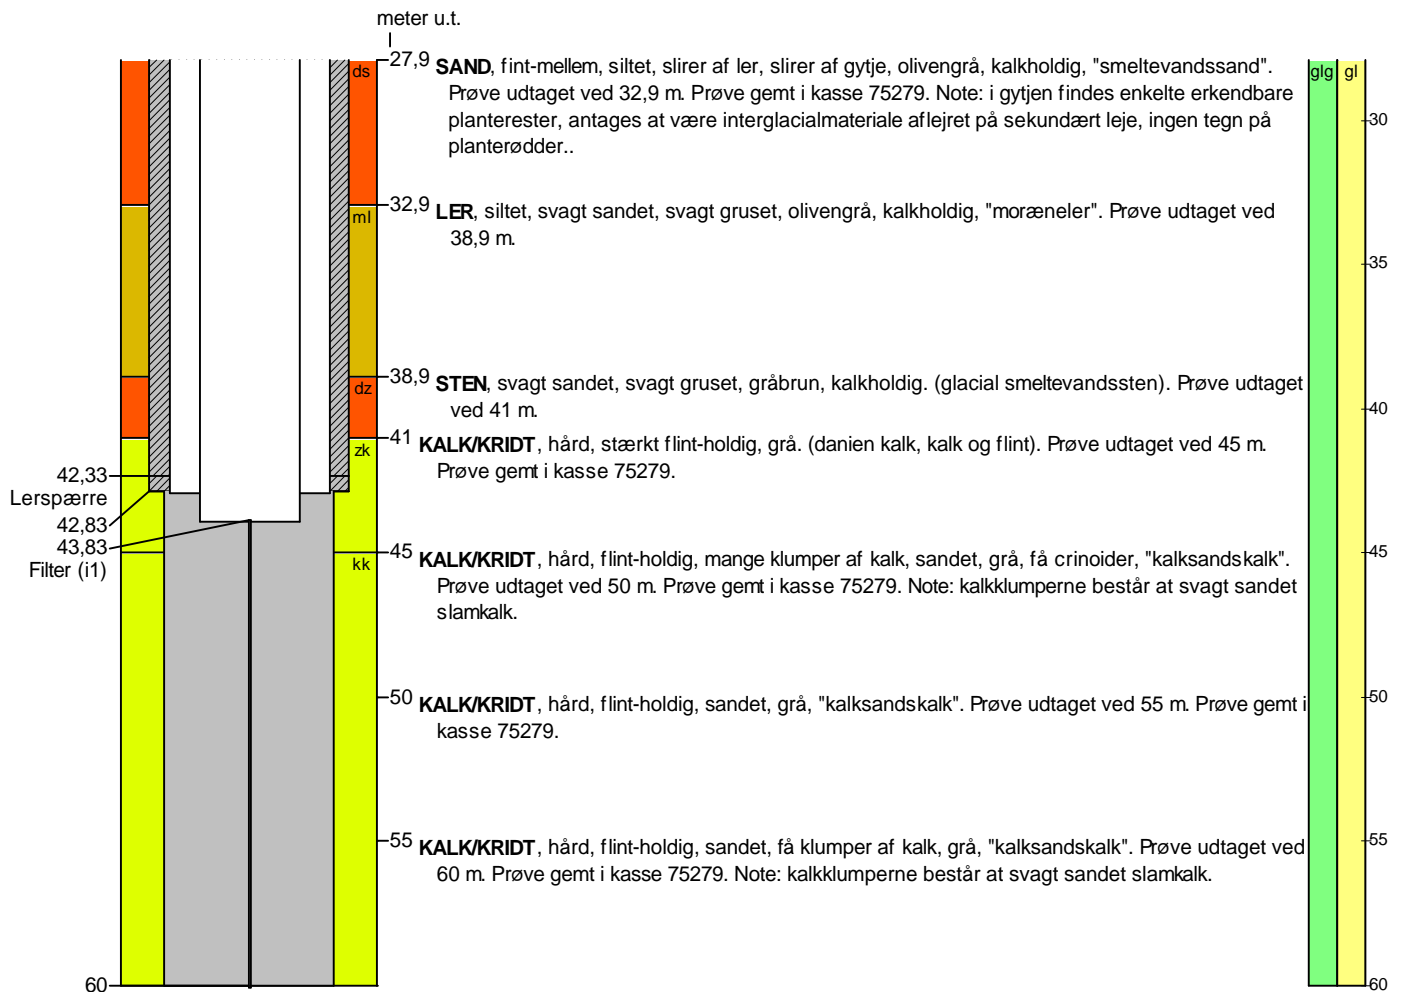 meter u.t.
27,9 SAND, fint-mellem, siltet, slirer af ler, slirer af gytje, olivengrå, kalkholdig, "smeltevandssand".
Prøve udtaget ved 32,9 m. Prøve gemt i kasse 75279. Note: i gytjen findes enkelte erkendbare
planterester, antages at være interglacialmateriale aflejret på sekundært leje, ingen tegn på
planterødder..
ds
glg gl
30
32,9 LER, siltet, svagt sandet, svagt gruset, olivengrå, kalkholdig, "moræneler". Prøve udtaget ved
38,9 m.
ml
35
38,9 STEN, svagt sandet, svagt gruset, gråbrun, kalkholdig. (glacial smeltevandssten). Prøve udtaget
ved 41 m.
dz
40
41 KALK/KRIDT, hård, stærkt flint-holdig, grå. (danien kalk, kalk og flint). Prøve udtaget ved 45 m.
Prøve gemt i kasse 75279.
zk
42,33
Lerspærre
42,83
43,83
Filter (i1)
45 KALK/KRIDT, hård, flint-holdig, mange klumper af kalk, sandet, grå, få crinoider, "kalksandskalk".
Prøve udtaget ved 50 m. Prøve gemt i kasse 75279. Note: kalkklumperne består at svagt sandet
slamkalk.
kk
45
50 KALK/KRIDT, hård, flint-holdig, sandet, grå, "kalksandskalk". Prøve udtaget ved 55 m. Prøve gemt i
kasse 75279.
50
55 KALK/KRIDT, hård, flint-holdig, sandet, få klumper af kalk, grå, "kalksandskalk". Prøve udtaget ved
60 m. Prøve gemt i kasse 75279. Note: kalkklumperne består at svagt sandet slamkalk.
55
60
60